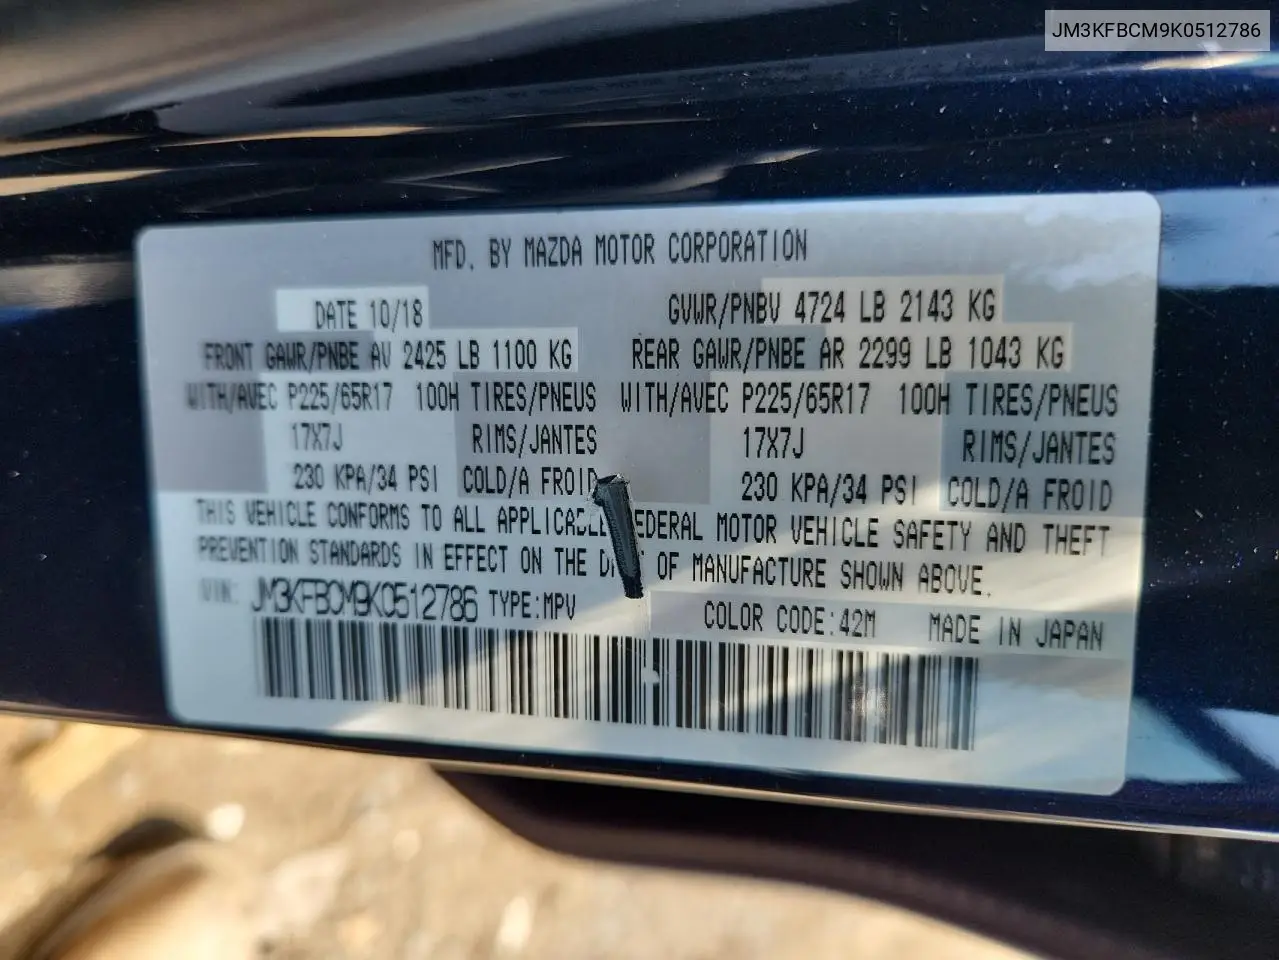 JM3KFBCM9K0512786
MFD. BY MAZDA MOTOR CORPORATION
DATE 10/18 GVWR/PNBV 4724 LB 2143 KG
FRONT GAWR/PNBE AV 2425 LB 1100 KG REAR GAWR/PNBE AR 2299 LB 1043 KG
WITH/AVEC P225/65R17 100H TIRES/PNEUS WITH/AVEC P225/65R17 100H TIRES/PNEUS
17X7J RIMS/JANTES 17X7J RIMS/JANTES
230 KPA/34 PSI COLD/A FROID 230 KPA/34 PSI COLD/A FROID
THIS VEHICLE CONFORMS TO ALL APPLICABLE FEDERAL MOTOR VEHICLE SAFETY AND THEFT
PREVENTION STANDARDS IN EFFECT ON THE DATE OF MANUFACTURE SHOWN ABOVE.
VIN: JM3KFBCM9K0512786 TYPE:MPV COLOR CODE:42M MADE IN JAPAN